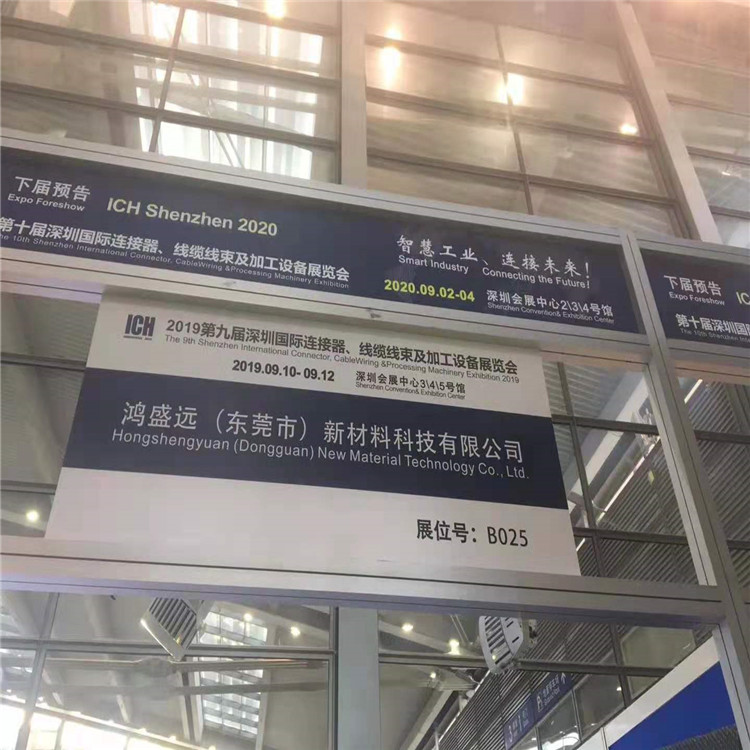 下届预告
Expo Foreshow
ICH Shenzhen 2020
第十届深圳国际连接器、线缆线束及加工设备展览会
The 10th Shenzhen International Connector, CableWiring &Processing Machinery Exhibition
智慧工业、连接未来!
Smart Industry Connecting the Future!
2020.09.02-04
深圳会展中心2\3\4号馆
Shenzhen Convention& Exhibition Center
下届预告
Expo Foreshow
第十届深圳
The 10th Shenzhen
ICH
2019第九届深圳国际连接器、线缆线束及加工设备展览会
The 9th Shenzhen International Connector, CableWiring &Processing Machinery Exhibition 2019
2019.09.10- 09.12
深圳会展中心3\4\5号馆
Shenzhen Convention& Exhibition Center
鸿盛远（东莞市）新材料科技有限公司
Hongshengyuan (Dongguan) New Material Technology Co., Ltd.
展位号：B025